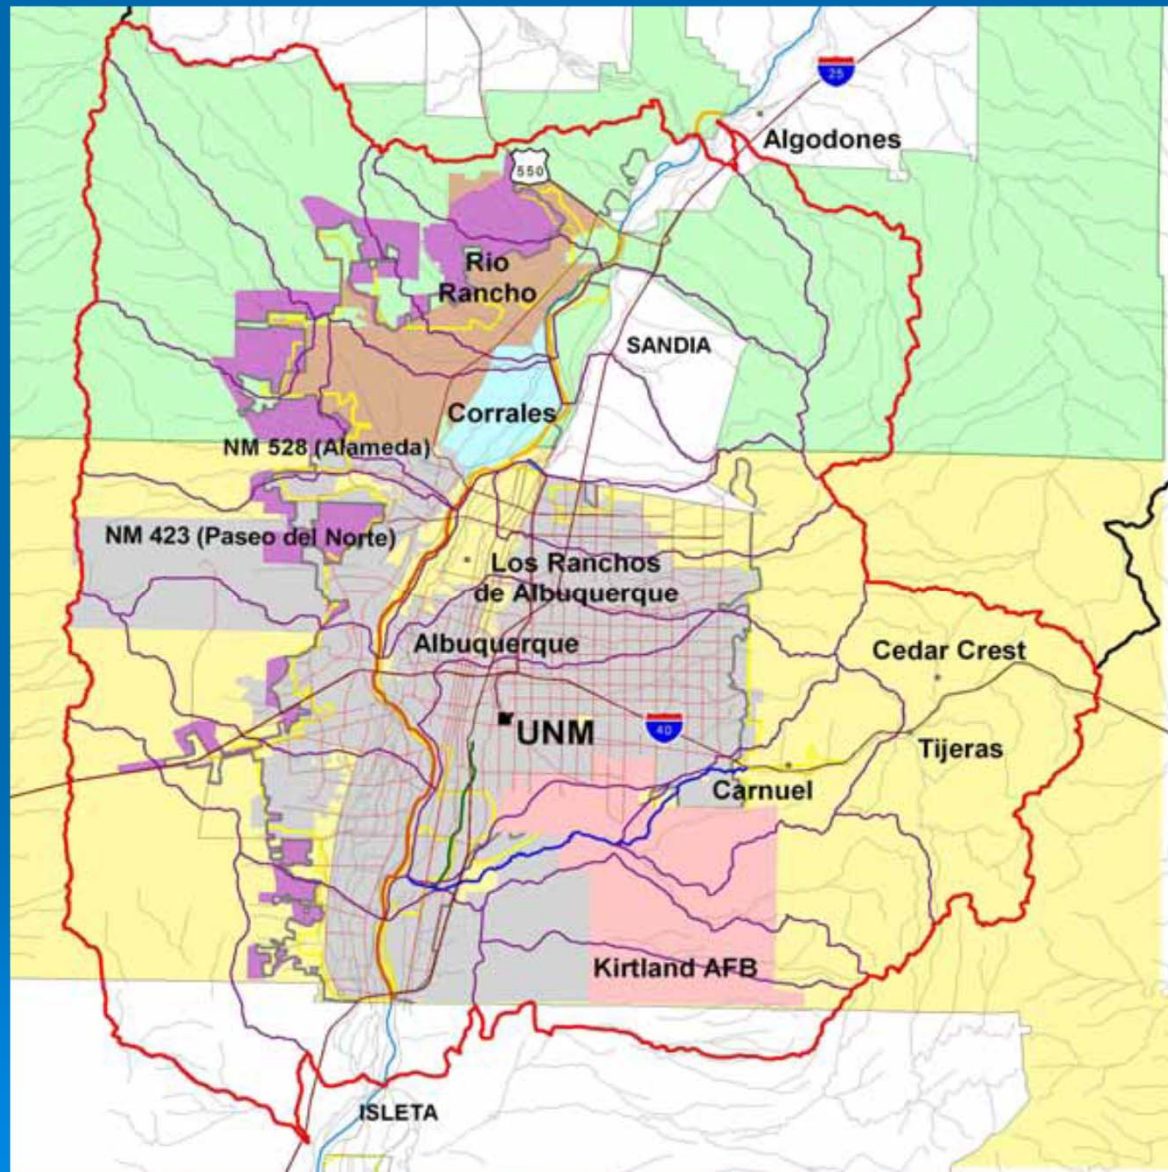 25
Algodones
550
Rio
Rancho
SANDIA
Corrales
NM 528 (Alameda)
NM 423 (Paseo del Norte)
Los Ranchos
de Albuquerque
Albuquerque
Cedar Crest
UNM
40
Tijeras
Carnuel
Kirtland AFB
ISLETA